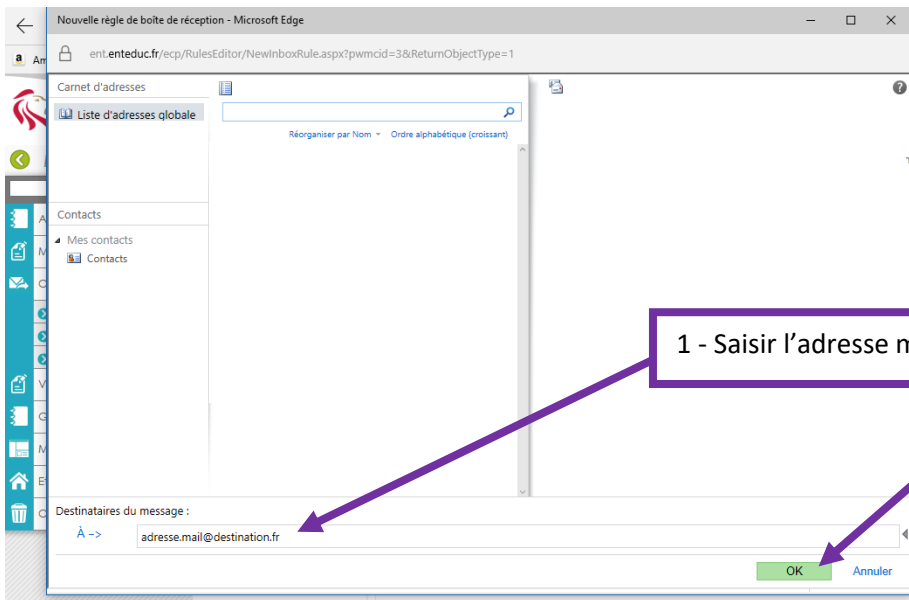 Nouvelle règle de boîte de réception - Microsoft Edge
ent.enteduc.fr/ecp/RulesEditor/NewInboxRule.aspx?pwmcid=3&ReturnObjectType=1
a
Carnet d'adresses
Liste d'adresses globale
Réorganiser par Nom Ordre alphabétique (croissant)
Contacts
Mes contacts
Contacts
1 - Saisir l'adresse
Destinataires du message :
À -> adresse.mail@destination.fr
OK Annuler